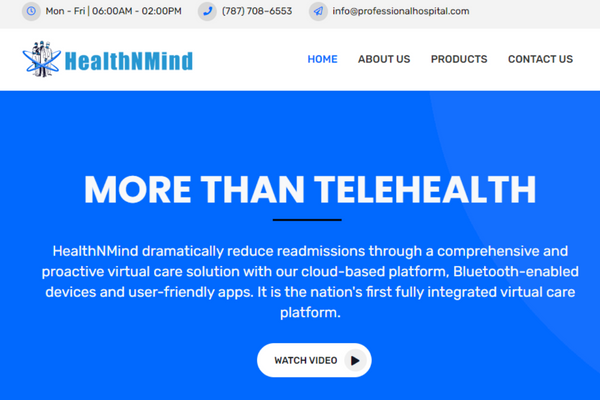 Mon - Fri | 06:00AM - 02:00PM (787) 708-6553 info@professionalhospital.com
HealthNMind HOME ABOUT US PRODUCTS CONTACT US
MORE THAN TELEHEALTH
HealthNMind dramatically reduce readmissions through a comprehensive and
proactive virtual care solution with our cloud-based platform, Bluetooth-enabled
devices and user-friendly apps. It is the nation's first fully integrated virtual care
platform.
WATCH VIDEO